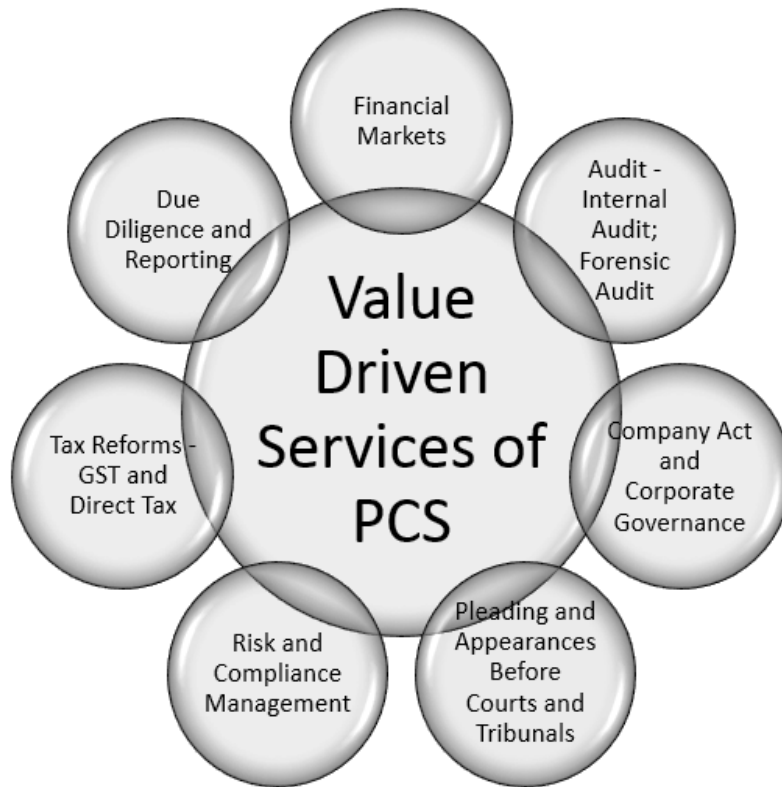 Financial
Markets
Audit -
Internal
Audit;
Forensic
Audit
Company Act
and
Corporate
Governance
Pleading and
Appearances
Before
Courts and
Tribunals
Risk and
Compliance
Management
Tax Reforms -
GST and
Direct Tax
Due
Diligence and
Reporting
Value
Driven
Services of
PCS